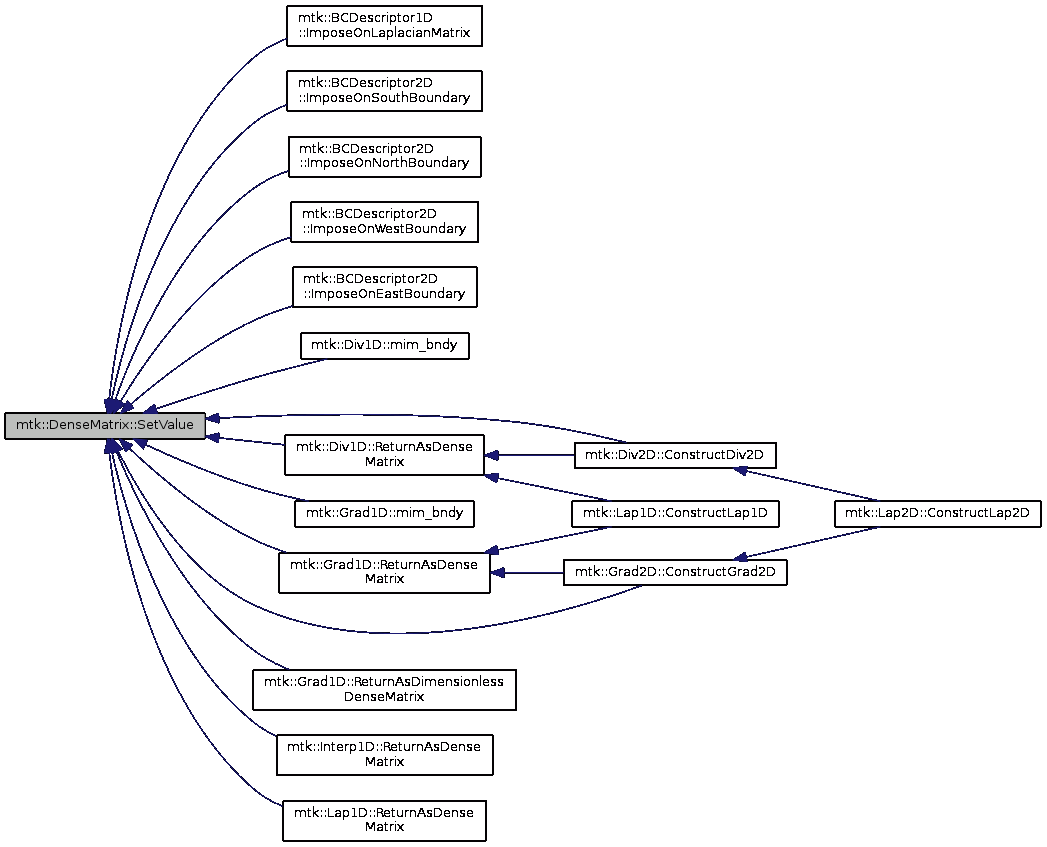 mtk::BCDescriptor1D
::ImposeOnLaplacianMatrix
mtk::BCDescriptor2D
::ImposeOnSouthBoundary
mtk::BCDescriptor2D
::ImposeOnNorthBoundary
mtk::BCDescriptor2D
::ImposeOnWestBoundary
mtk::BCDescriptor2D
::ImposeOnEastBoundary
mtk::Div1D::mim_bndy
mtk::DenseMatrix::SetValue
mtk::Div1D::ReturnAsDense
Matrix
mtk::Div2D::ConstructDiv2D
mtk::Grad1D::mim_bndy
mtk::Lap1D::ConstructLap1D
mtk::Lap2D::ConstructLap2D
mtk::Grad1D::ReturnAsDense
Matrix
mtk::Grad2D::ConstructGrad2D
mtk::Grad1D::ReturnAsDimensionless
DenseMatrix
mtk::Interp1D::ReturnAsDense
Matrix
mtk::Lap1D::ReturnAsDense
Matrix